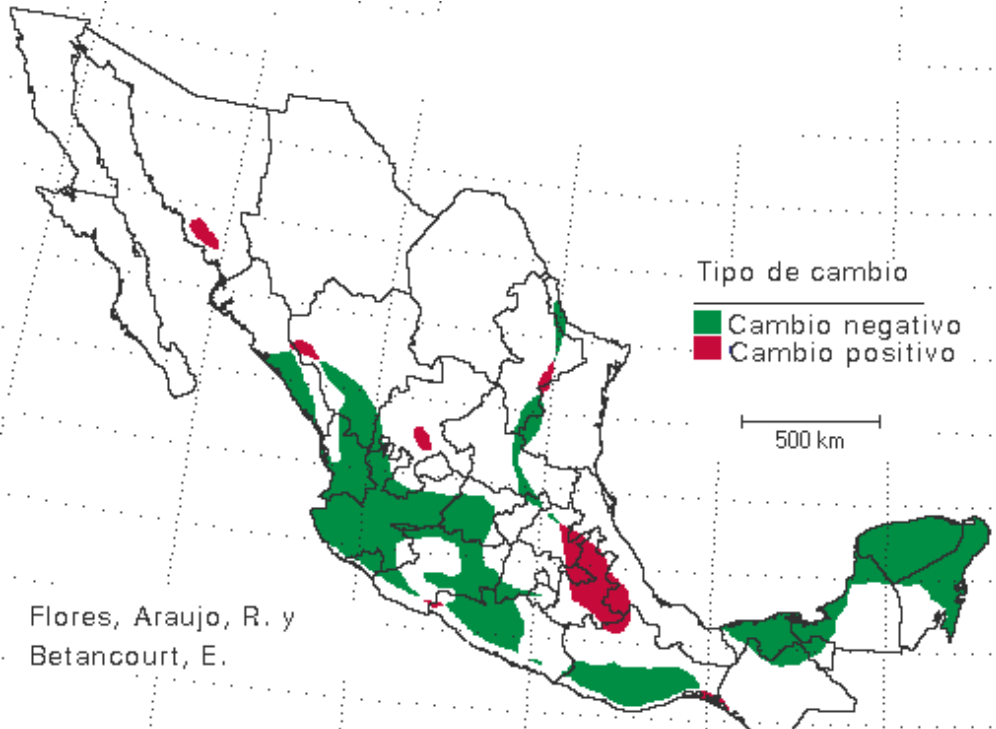 Tipo de cambio
Cambio negativo
Cambio positivo
500 km
Flores, Araujo, R. y
Betancourt, E.